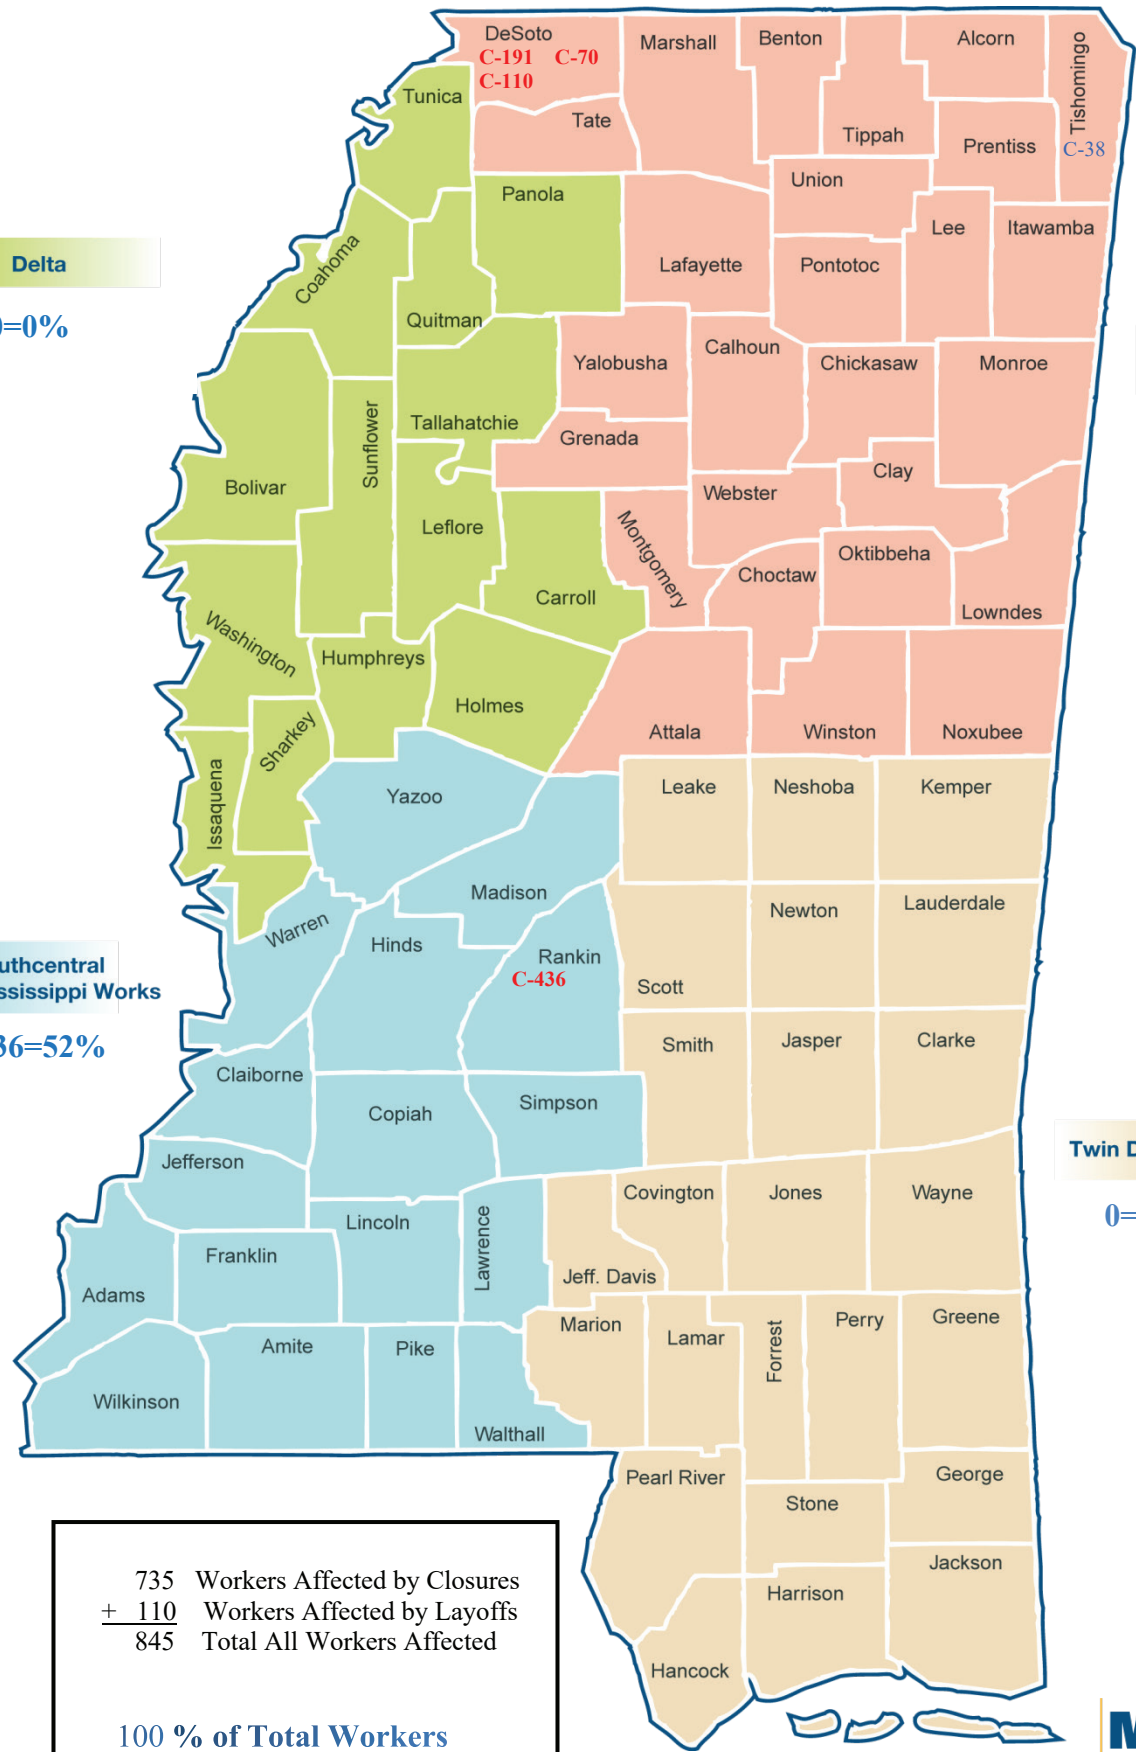 DeSoto
C-191 C-70
C-110
Marshall
Benton
Alcorn
Tishomingo
C-38
Tunica
Tate
Tippah
Prentiss
Panola
Union
Lee
Itawamba
Delta
=0%
Coahoma
Lafayette
Pontotoc
Quitman
Yalobusha
Calhoun
Chickasaw
Monroe
Sunflower
Tallahatchie
Grenada
Bolivar
Clay
Webster
Leflore
Montgomery
Oktibbeha
Choctaw
Carroll
Lowndes
Washington
Humphreys
Holmes
Sharkey
Attala
Winston
Noxubee
Issaquena
Yazoo
Leake
Neshoba
Kemper
Madison
Warren
Newton
Lauderdale
Hinds
Rankin
C-436
Scott
uthcentral
ssissippi Works
36=52%
Smith
Jasper
Clarke
Claiborne
Copiah
Simpson
Jefferson
Twin D
0=
Covington
Jones
Wayne
Lincoln
Lawrence
Franklin
Jeff. Davis
Adams
Marion
Lamar
Forrest
Perry
Greene
Amite
Pike
Wilkinson
Walthall
Pearl River
George
Stone
Jackson
Harrison
Hancock
735 Workers Affected by Closures
+ 110 Workers Affected by Layoffs
845 Total All Workers Affected
100 % of Total Workers
M